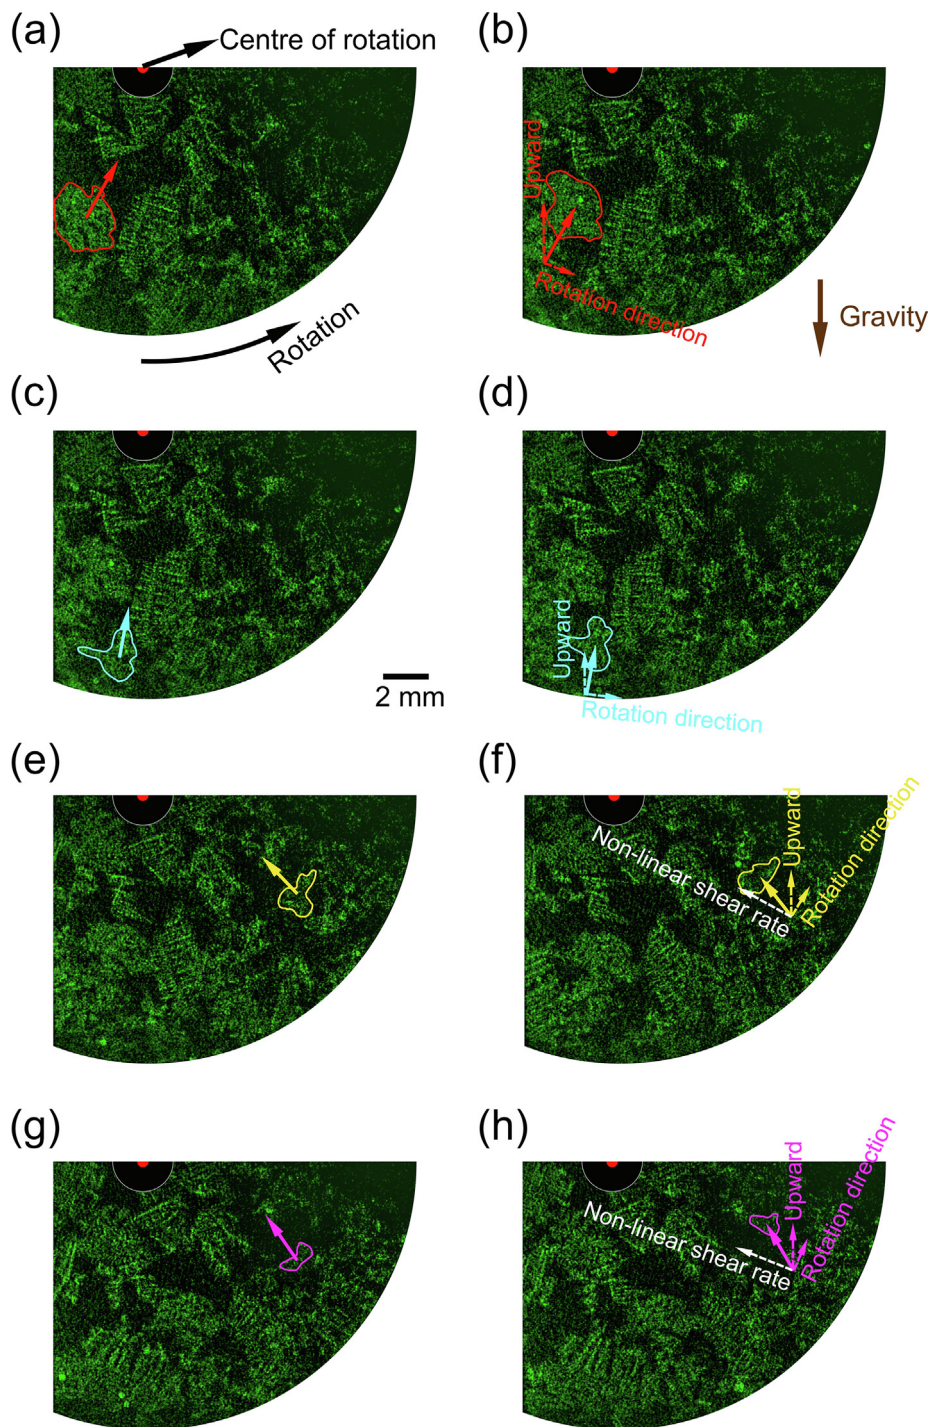 (a)
Centre of rotation
Rotation
(b)
Upward
Rotation direction
Gravity
(c)
2 mm
(d)
Upward
Rotation direction
(e)
(f)
Non-linear shear rate
Upward
Rotation direction
(g)
(h)
Non-linear shear rate
Upward
Rotation direction